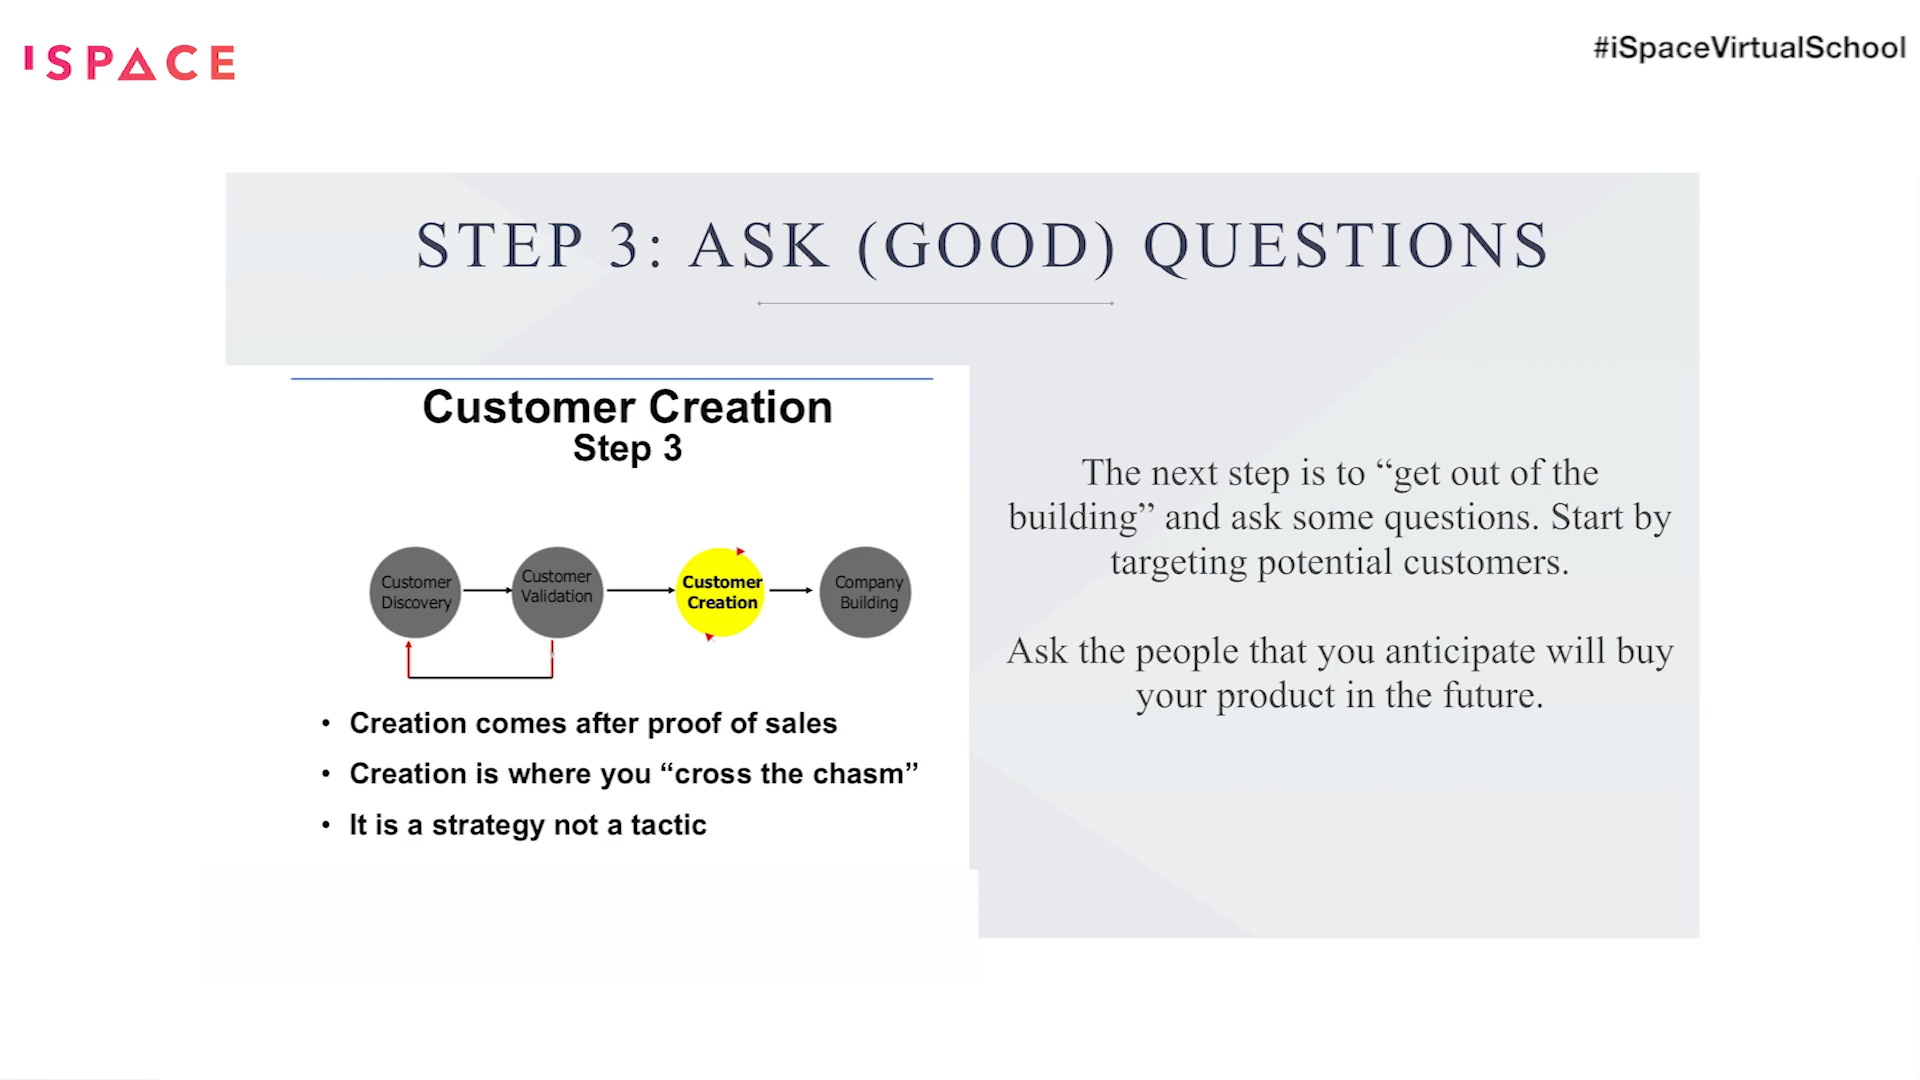 ISPACE
#iSpaceVirtualSchool
STEP 3: ASK (GOOD) QUESTIONS
Customer Creation
Step 3
Customer
Discovery
Customer
Validation
Customer
Creation
Company
Building
• Creation comes after proof of sales
• Creation is where you “cross the chasm”
• It is a strategy not a tactic
The next step is to “get out of the
building” and ask some questions. Start by
targeting potential customers.
Ask the people that you anticipate will buy
your product in the future.